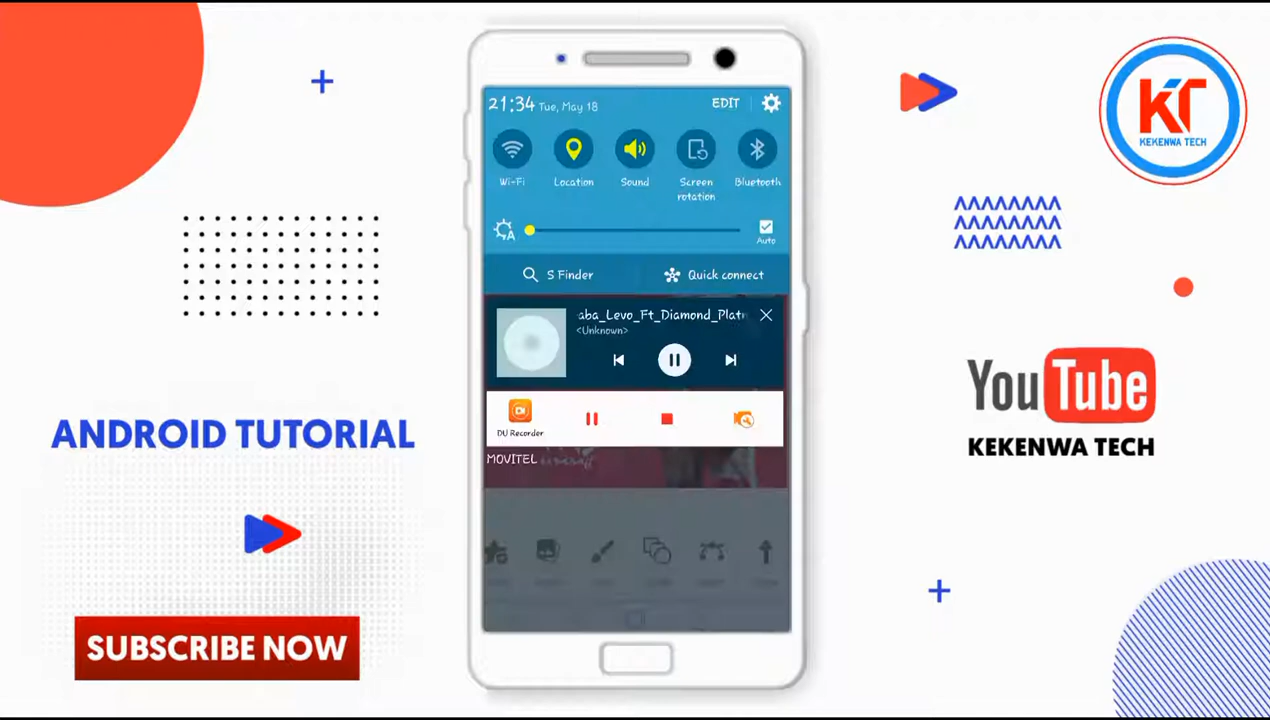 21:34 Tue, May 18 EDIT
KT
KEKENWA TECH
Wi-Fi Location Sound Screen rotation Bluetooth
A
Auto
S Finder Quick connect
aba_Levo_Ft_Diamond_Platn
<Unknown>
DU Recorder
MOVITEL
ANDROID TUTORIAL
SUBSCRIBE NOW
YouTube
KEKENWA TECH